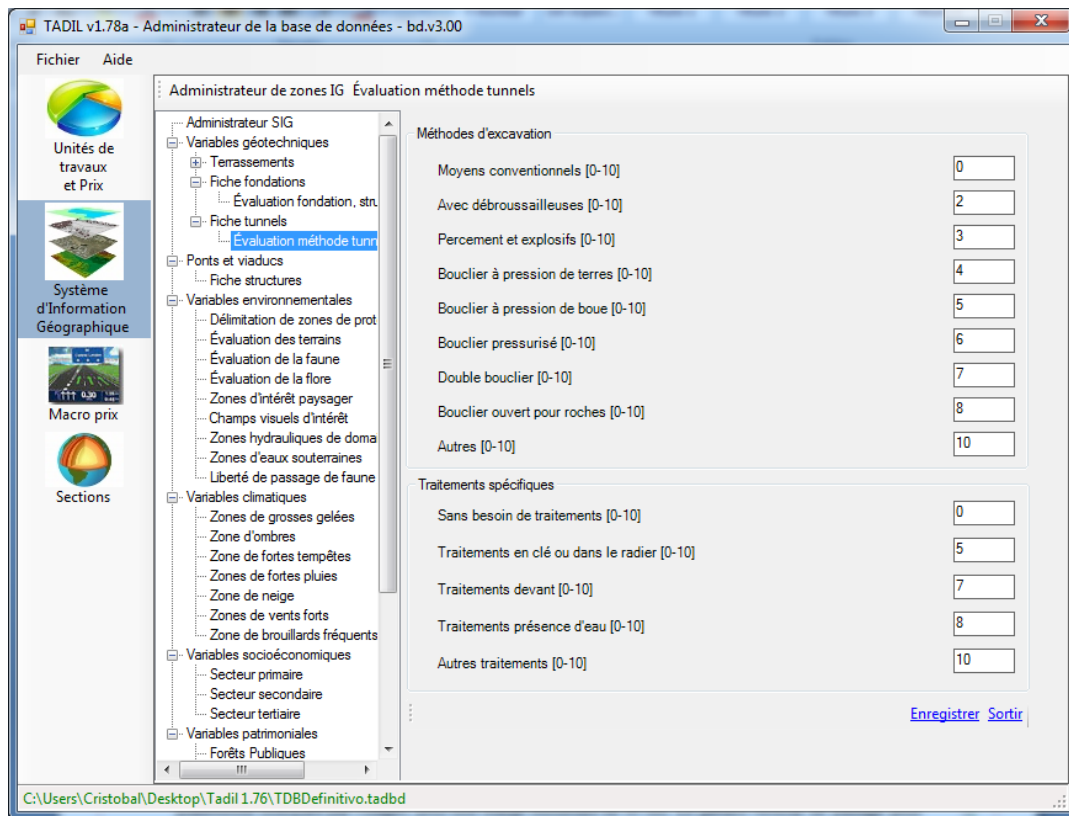 TADIL v1.78a - Administrateur de la base de données - bd.v3.00
Fichier Aide
Administrateur de zones IG Évaluation méthode tunnels
Unités de
travaux
et Prix
Système
d'Information
Géographique
Macro prix
Sections
Administrateur SIG
Variables géotechniques
Terrassements
Fiche fondations
Évaluation fondation, stru
Fiche tunnels
Évaluation méthode tunn
Ponts et viaducs
Fiche structures
Variables environnementales
Délimitation de zones de prot
Évaluation des terrains
Évaluation de la faune
Évaluation de la flore
Zones d'intérêt paysager
Champs visuels d'intérêt
Zones hydrauliques de doma
Zones d'eaux souterraines
Liberté de passage de faune
Variables climatiques
Zones de grosses gelées
Zone d'ombres
Zone de fortes tempêtes
Zones de fortes pluies
Zone de neige
Zones de vents forts
Zone de brouillards fréquents
Variables socioéconomiques
Secteur primaire
Secteur secondaire
Secteur tertiaire
Variables patrimoniales
Forêts Publiques
Méthodes d'excavation
Moyens conventionnels [0-10] 0
Avec débroussailleuses [0-10] 2
Percement et explosifs [0-10] 3
Bouclier à pression de terres [0-10] 4
Bouclier à pression de boue [0-10] 5
Bouclier pressurisé [0-10] 6
Double bouclier [0-10] 7
Bouclier ouvert pour roches [0-10] 8
Autres [0-10] 10
Traitements spécifiques
Sans besoin de traitements [0-10] 0
Traitements en clé ou dans le radier [0-10] 5
Traitements devant [0-10] 7
Traitements présence d'eau [0-10] 8
Autres traitements [0-10] 10
Enregistrer Sortir
C:\Users\Cristobal\Desktop\Tadil 1.76\TDBDefinitivo.tadbd